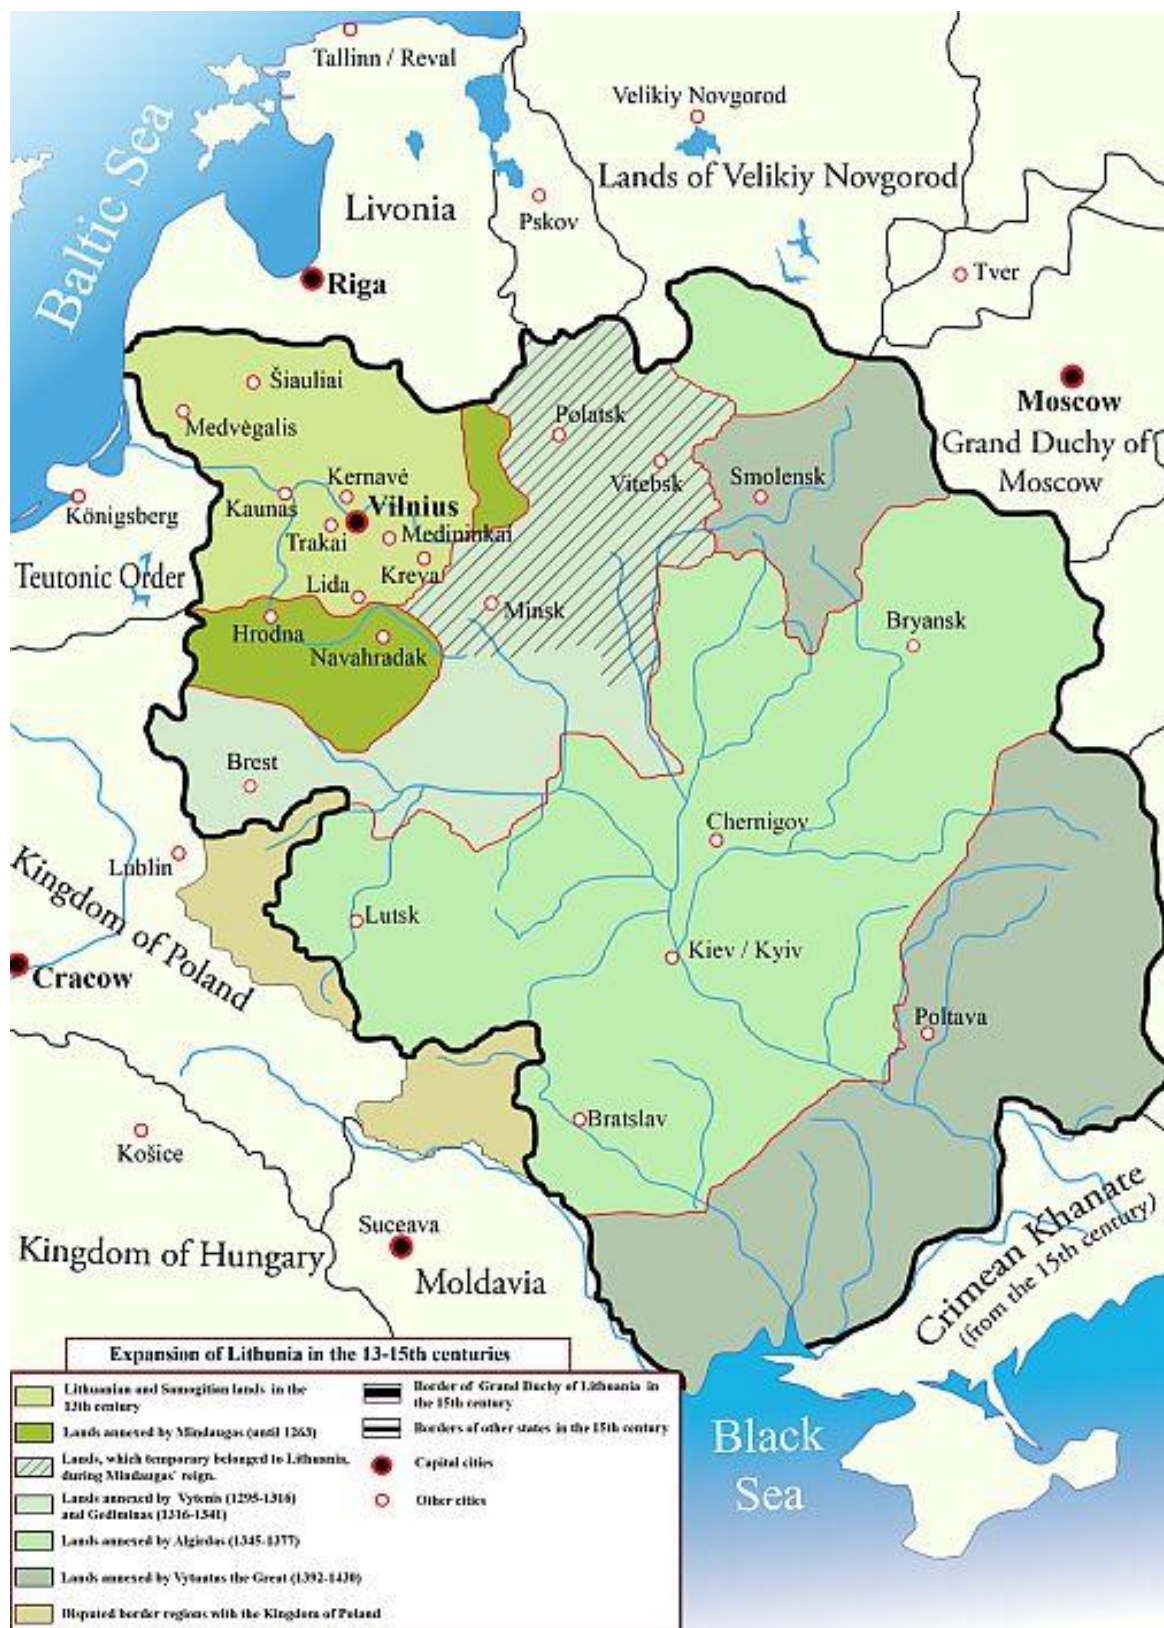 Tallinn / Reval
Velikiy Novgorod
Baltic Sea
Lands of Velikiy Novgorod
Livonia
Pskov
Tver
Riga
Šiauliai
Moscow
Medvėgalis
Polatsk
Grand Duchy of
Moscow
Kernavė
Vitebsk
Smolensk
Königsberg
Kaunas
Vilnius
Trakai
Medininkai
Teutonic Order
Lida
Kreva
Minsk
Hrodna
Bryansk
Navahradak
Brest
Chernigov
Lublin
Kingdom of Poland
Lutsk
Kiev / Kyiv
Cracow
Poltava
Bratslav
Košice
Crimean Khanate
(from the 15th century)
Suceava
Kingdom of Hungary
Moldavia
Black
Sea
Expansion of Lithunia in the 13-15th centuries
Lithuanian and Samogitian lands in the
13th century
Lands annexed by Mindaugas (until 1263)
Lands, which temporary belonged to Lithuania,
during Mindaugas' reign.
Lands annexed by Vytenis (1295-1316)
and Gediminas (1316-1341)
Lands annexed by Algirdas (1345-1377)
Lands annexed by Vytautas the Great (1392-1430)
Disputed border regions with the Kingdom of Poland
Border of Grand Duchy of Lithuania in
the 15th century
Borders of other states in the 15th century
Capital cities
Other cities